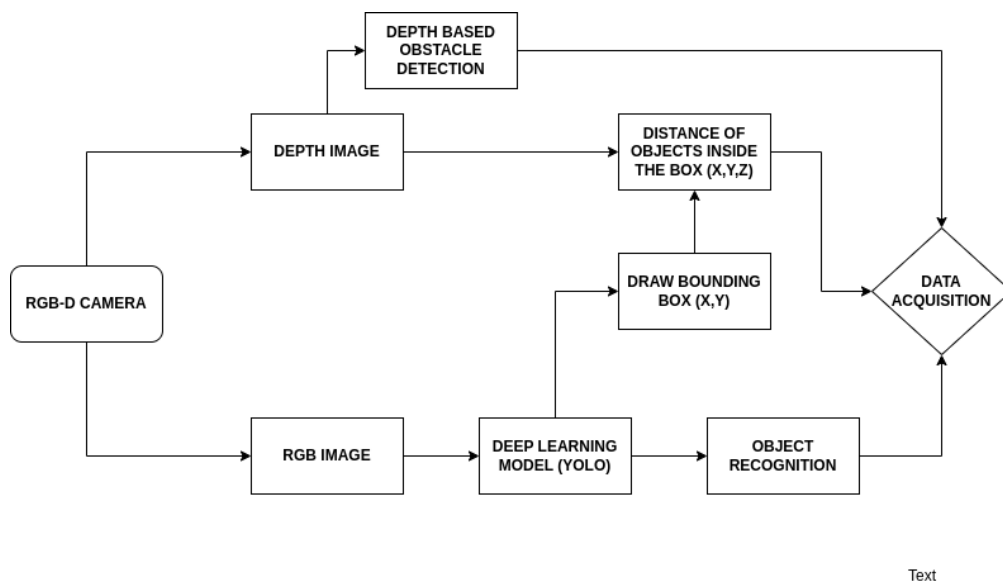 DEPTH BASED
OBSTACLE
DETECTION
DEPTH IMAGE
DISTANCE OF
OBJECTS INSIDE
THE BOX (X,Y,Z)
RGB-D CAMERA
DRAW BOUNDING
BOX (X,Y)
DATA
ACQUISITION
RGB IMAGE
DEEP LEARNING
MODEL (YOLO)
OBJECT
RECOGNITION
Text